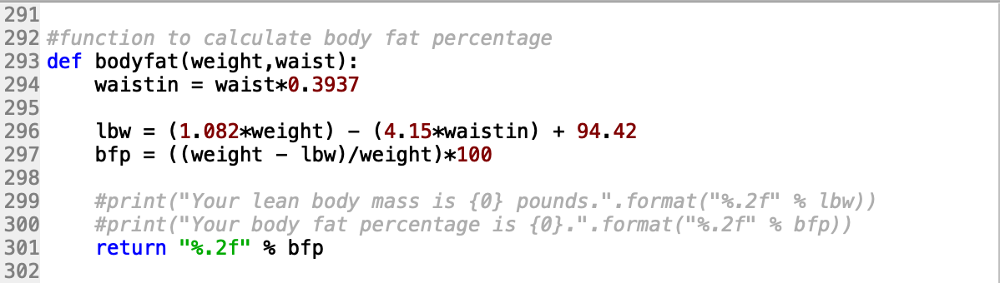 291
292 #function to calculate body fat percentage
293 def bodyfat(weight,waist):
294     waistin = waist*0.3937
295
296     lbw = (1.082*weight) - (4.15*waistin) + 94.42
297     bfp = ((weight - lbw)/weight)*100
298
299     #print("Your lean body mass is {0} pounds.".format("%.2f" % lbw))
300     #print("Your body fat percentage is {0}.".format("%.2f" % bfp))
301     return "%.2f" % bfp
302